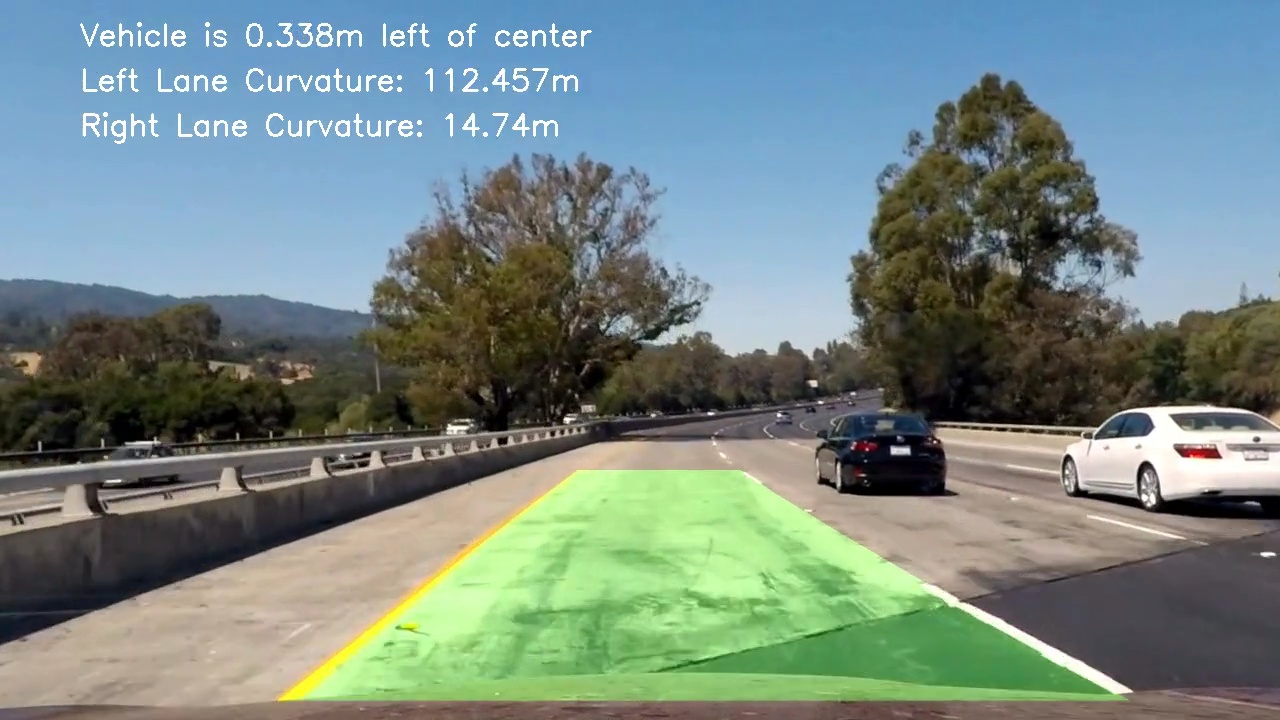 Vehicle is 0.338m left of center
Left Lane Curvature: 112.457m
Right Lane Curvature: 14.74m